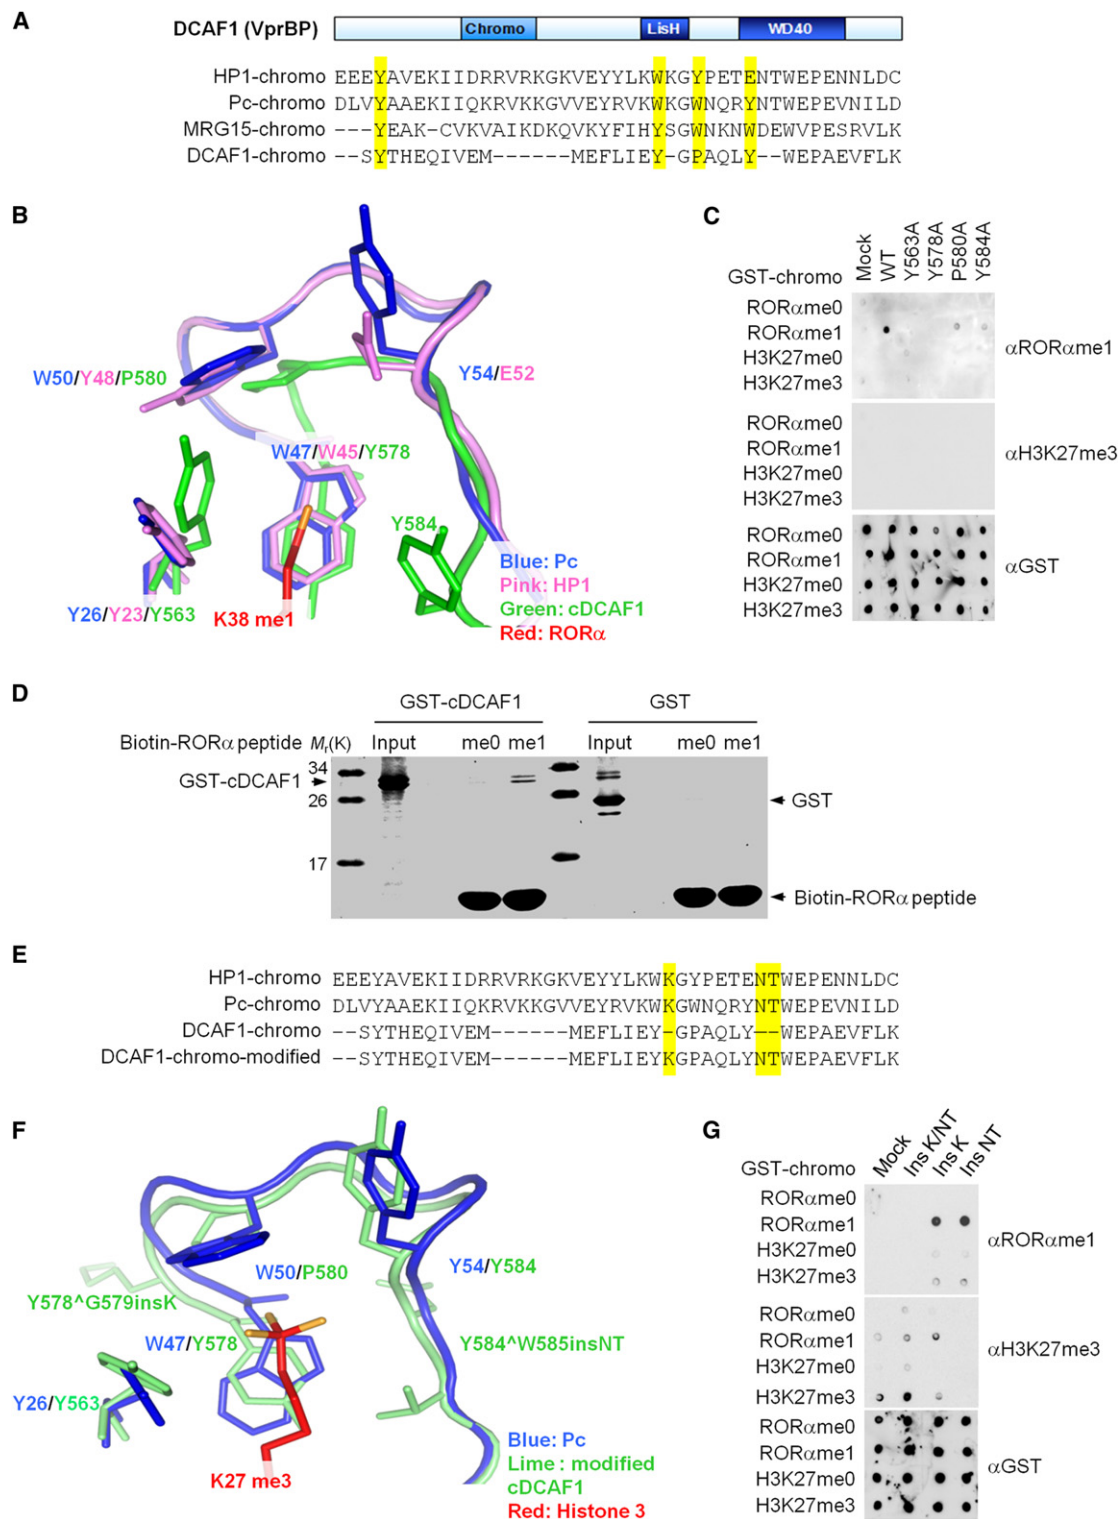 A
DCAF1 (VprBP)
Chromo
LisH
WD40
HP1-chromo EEEYAVEKIIDRRVRKGKVEYYLKWKGYPETENTWEPENNLDC
Pc-chromo DLVYAAEKIIQKRVKKGVVEYRVKWKGWNQRYNTWEPEVNILD
MRG15-chromo ---YEAK-CVKVAIKDKQVKYFIHYSGWNKNWDEWVPESRVLK
DCAF1-chromo --SYTHEQIVEM------MEFLIEY-GPAQLY--WEPAEVFLK
B
W50/Y48/P580
Y54/E52
W47/W45/Y578
Y584
Y26/Y23/Y563
K38 me1
Blue: Pc
Pink: HP1
Green: cDCAF1
Red: RORα
C
GST-chromo Mock WT Y563A Y578A P580A Y584A
RORαme0
RORαme1
H3K27me0
H3K27me3
αRORαme1
RORαme0
RORαme1
H3K27me0
H3K27me3
αH3K27me3
RORαme0
RORαme1
H3K27me0
H3K27me3
αGST
D
GST-cDCAF1 GST
Biotin-RORα peptide Mr(K) Input me0 me1 Input me0 me1
GST-cDCAF1
34
26
17
GST
Biotin-RORα peptide
E
HP1-chromo EEEYAVEKIIDRRVRKGKVEYYLKWKGYPETENTWEPENNLDC
Pc-chromo DLVYAAEKIIQKRVKKGVVEYRVKWKGWNQRYNTWEPEVNILD
DCAF1-chromo --SYTHEQIVEM------MEFLIEY-GPAQLY--WEPAEVFLK
DCAF1-chromo-modified --SYTHEQIVEM------MEFLIEYKGPAQLYNTWEPAEVFLK
F
W50/P580
Y54/Y584
Y578^G579insK
W47/Y578
Y584^W585insNT
Y26/Y563
K27 me3
Blue: Pc
Lime : modified
cDCAF1
Red: Histone 3
G
GST-chromo Mock Ins K/NT Ins K Ins NT
RORαme0
RORαme1
H3K27me0
H3K27me3
αRORαme1
RORαme0
RORαme1
H3K27me0
H3K27me3
αH3K27me3
RORαme0
RORαme1
H3K27me0
H3K27me3
αGST